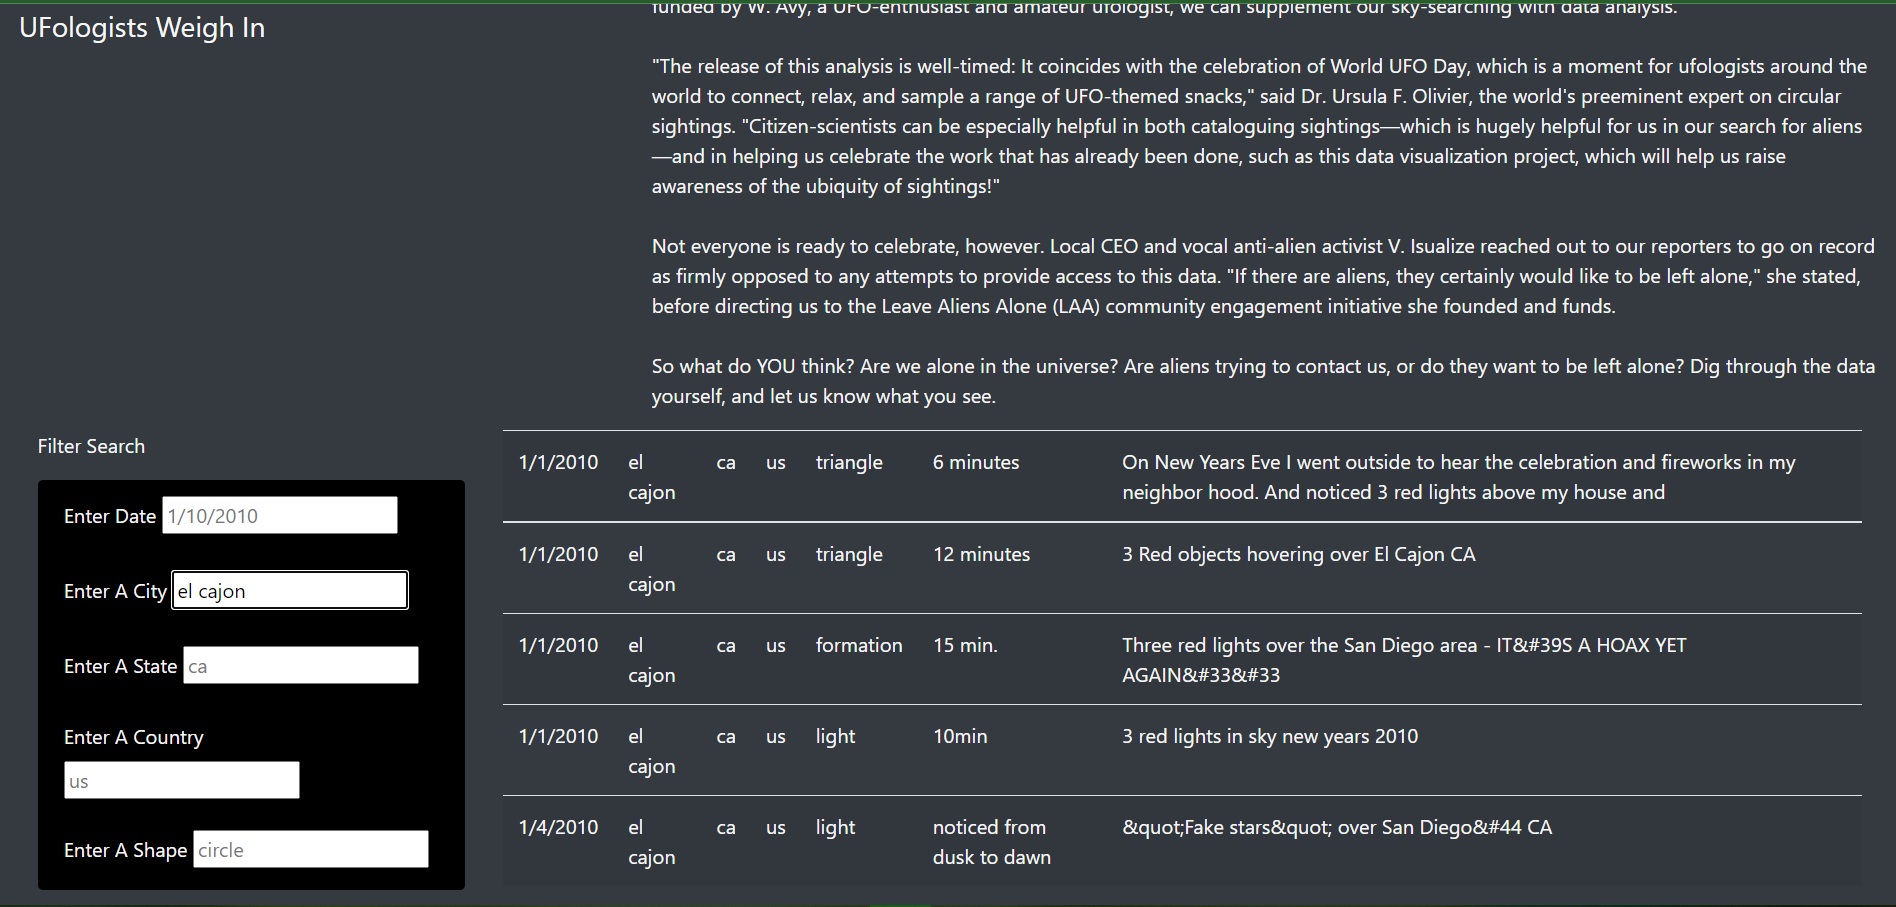 UFologists Weigh In
funded by W. Avy, a UFO-enthusiast and amateur ufologist, we can supplement our sky-searching with data analysis.
"The release of this analysis is well-timed: It coincides with the celebration of World UFO Day, which is a moment for ufologists around the
world to connect, relax, and sample a range of UFO-themed snacks," said Dr. Ursula F. Olivier, the world's preeminent expert on circular
sightings. "Citizen-scientists can be especially helpful in both cataloguing sightings—which is hugely helpful for us in our search for aliens
—and in helping us celebrate the work that has already been done, such as this data visualization project, which will help us raise
awareness of the ubiquity of sightings!"
Not everyone is ready to celebrate, however. Local CEO and vocal anti-alien activist V. Isualize reached out to our reporters to go on record
as firmly opposed to any attempts to provide access to this data. "If there are aliens, they certainly would like to be left alone," she stated,
before directing us to the Leave Aliens Alone (LAA) community engagement initiative she founded and funds.
So what do YOU think? Are we alone in the universe? Are aliens trying to contact us, or do they want to be left alone? Dig through the data
yourself, and let us know what you see.
Filter Search
Enter Date 1/10/2010
Enter A City el cajon
Enter A State ca
Enter A Country
us
Enter A Shape circle
1/1/2010 el ca us triangle 6 minutes On New Years Eve I went outside to hear the celebration and fireworks in my
cajon neighbor hood. And noticed 3 red lights above my house and
1/1/2010 el ca us triangle 12 minutes 3 Red objects hovering over El Cajon CA
cajon
1/1/2010 el ca us formation 15 min. Three red lights over the San Diego area - IT&#39S A HOAX YET
cajon AGAIN&#33&#33
1/1/2010 el ca us light 10min 3 red lights in sky new years 2010
cajon
1/4/2010 el ca us light noticed from &quot;Fake stars&quot; over San Diego&#44 CA
cajon dusk to dawn